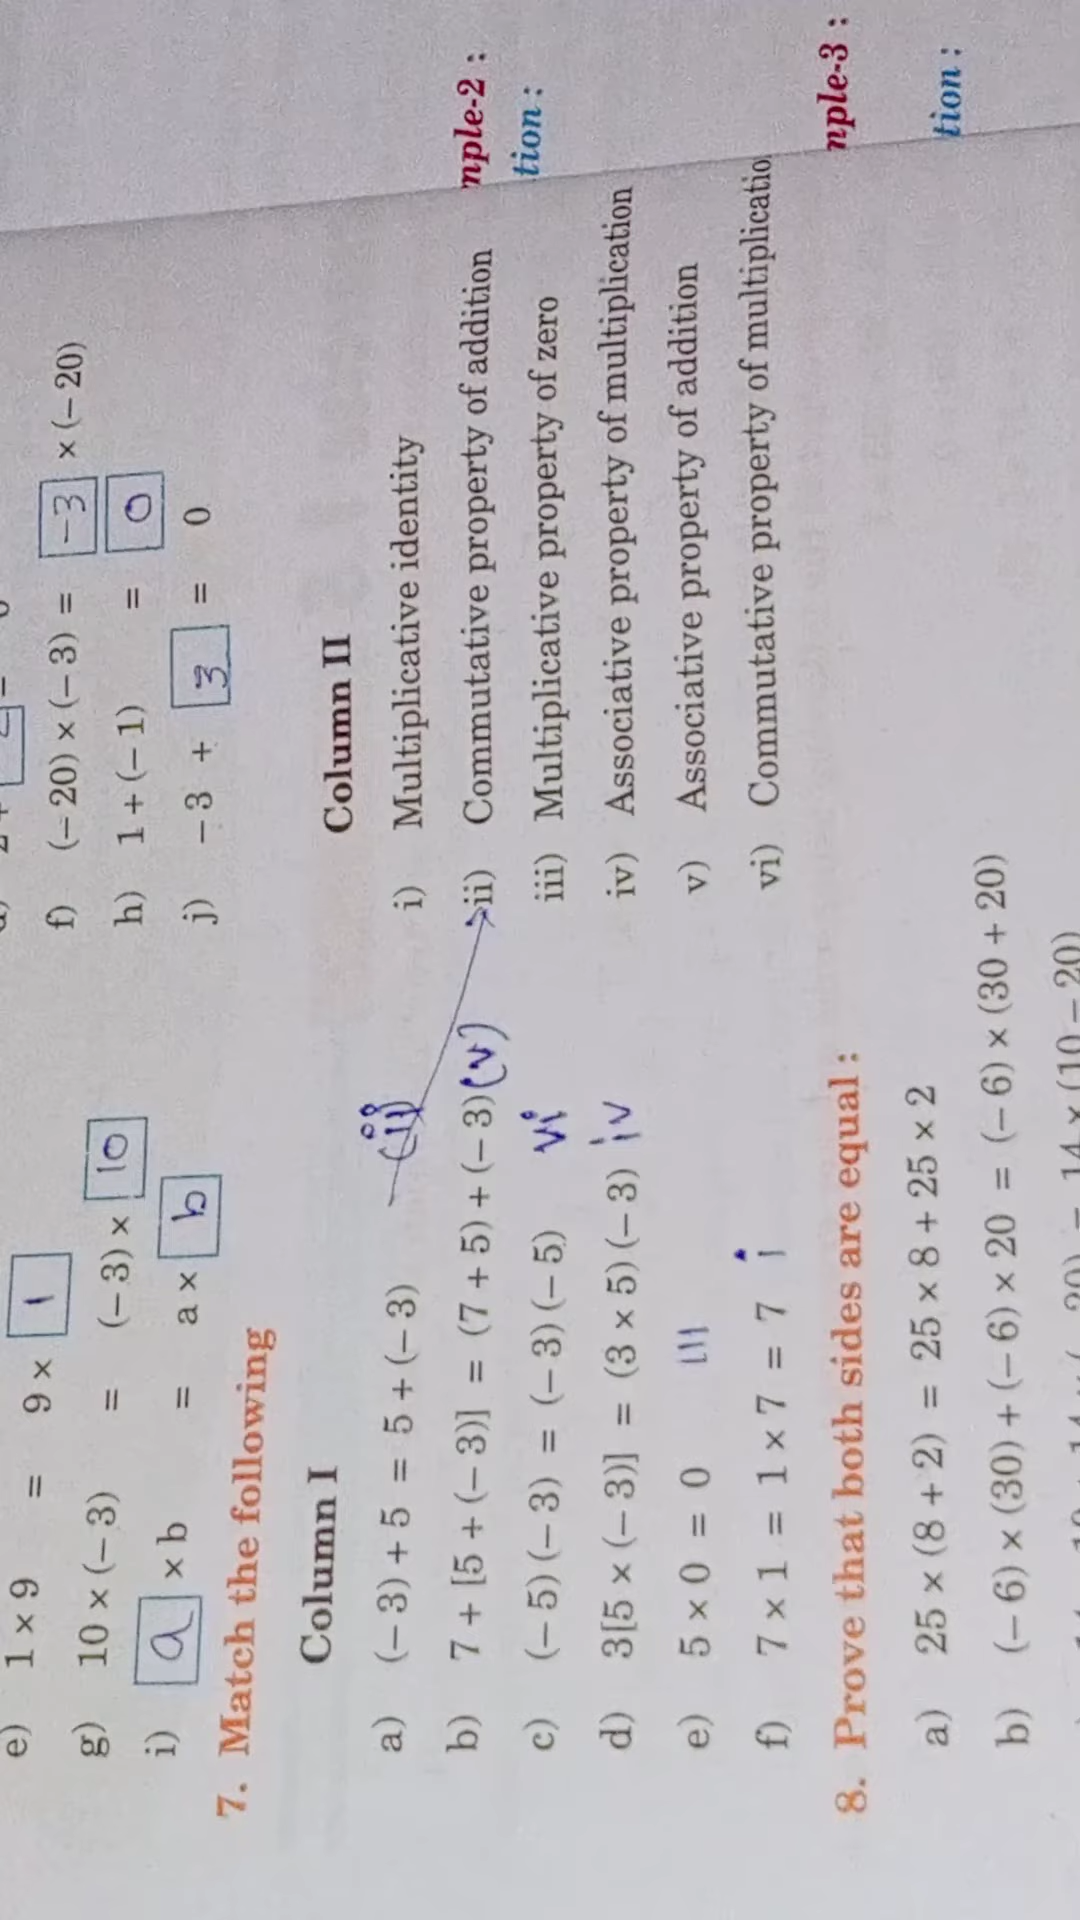 e) 1 × 9 = 9 × 1
f) (– 20) × (– 3) = -3 × (– 20)
g) 10 × (– 3) = (– 3) × 10
h) 1 + (– 1) = 0
i) a × b = a × b
j) – 3 + 3 = 0
7. Match the following
Column I Column II
a) (– 3) + 5 = 5 + (– 3) (ii) i) Multiplicative identity
b) 7 + [5 + (– 3)] = (7 + 5) + (– 3) (v) ii) Commutative property of addition
c) (– 5) (– 3) = (– 3) (– 5) vi iii) Multiplicative property of zero
d) 3[5 × (– 3)] = (3 × 5) (– 3) iv iv) Associative property of multiplication
e) 5 × 0 = 0 iii v) Associative property of addition
f) 7 × 1 = 1 × 7 = 7 i vi) Commutative property of multiplicatio
8. Prove that both sides are equal :
a) 25 × (8 + 2) = 25 × 8 + 25 × 2
b) (– 6) × (30) + (– 6) × 20 = (– 6) × (30 + 20)
= 14 × (10 – 20)
nple-2 :
tion :
nple-3 :
tion :